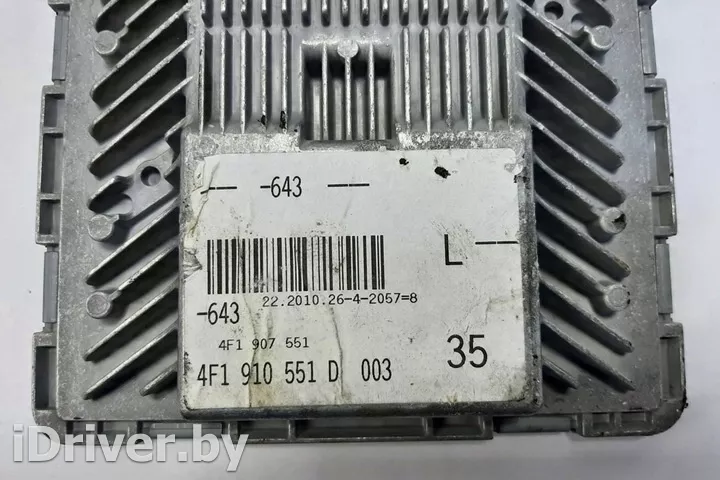 -- -643 --
L--
22.2010.26-4-2057=8
-643
4F1 907 551
35
4F1 910 551 D 003
iDriver.by